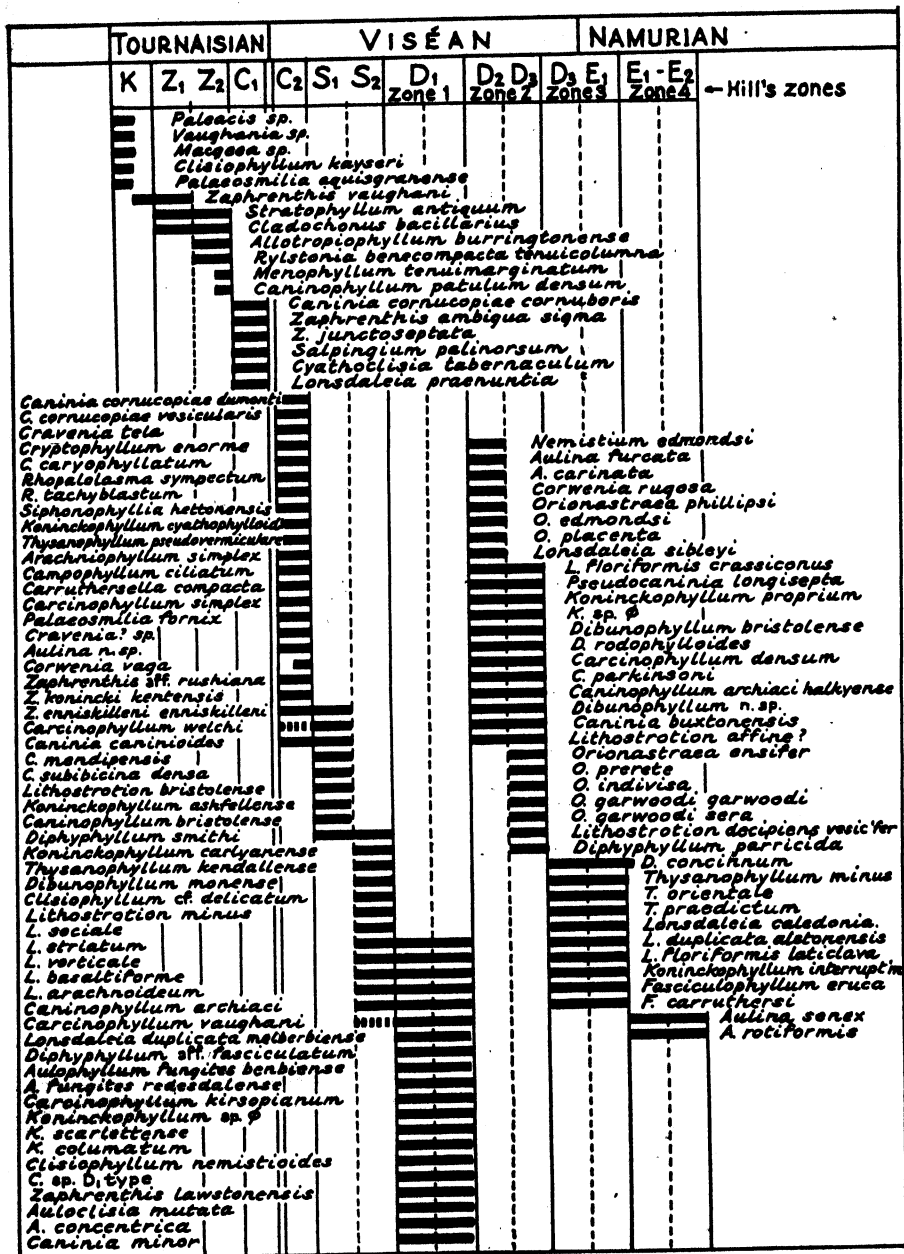 TOURNAISIAN VISÉAN NAMURIAN
K Z₁ Z₂ C₁ C₂ S₁ S₂ D₁ D₂ D₃ D₃ E₁ E₁-E₂
zone 1 zone 2 zone 3 zone 4 ←Hill's zones
Paleacis sp.
Vaughania sp.
Macgeea sp.
Clisiophyllum kayseri
Palaeosmilia aquisgranense
Zaphrenthis vaughani
Stratophyllum antiquum
Cladochonus bacillarius
Allotropiophyllum burringtonense
Rylstonia benecompacta tenuicolumna
Menophyllum tenuimarginatum
Caninophyllum patulum densum
Caninia cornucopiae cornuboris
Zaphrenthis ambigua sigma
Z. junctoseptata
Salpingium palinorsum
Cyathoclisia tabernaculum
Lonsdaleia praenuntia
Caninia cornucopiae dumonti
C. cornucopiae vesicularis
Cravenia tela
Cryptophyllum enorme
C. caryophyllatum
Rhopalolasma sympectum
R. tachyblastum
Siphonophyllia hettonensis
Koninckophyllum cyathophylloid
Thysanophyllum pseudovermiculare
Arachniophyllum simplex
Campophyllum ciliatum
Carruthersella compacta
Carcinophyllum simplex
Palaeosmilia fornix
Cravenia? sp.
Aulina n.sp.
Corwenia vaga
Zaphrenthis aff. rushiana
Z. konincki kentensis
Z. enniskilleni enniskilleni
Carcinophyllum welchi
Caninia caninioides
C. mendipensis
C. subibicina densa
Lithostrotion bristolense
Koninckophyllum ashfellense
Caninophyllum bristolense
Diphyphyllum smithi
Koninckophyllum carlyanense
Thysanophyllum kendallense
Dibunophyllum monense
Clisiophyllum cf. delicatum
Lithostrotion minus
L. sociale
L. striatum
L. verticale
L. basaltiforme
L. arachnoideum
Caninophyllum archiaci
Carcinophyllum vaughani
Lonsdaleia duplicata melberbiense
Diphyphyllum aff. fasciculatum
Aulophyllum fungites benbiense
A. fungites redesdalense
Carcinophyllum kirsopianum
Koninckophyllum sp. Ø
K. scarlettense
K. columatum
Clisiophyllum nemistioides
C. sp. D₁ type
Zaphrenthis lawstonensis
Auloclisia mutata
A. concentrica
Caninia minor
Nemistium edmondsi
Aulina furcata
A. carinata
Corwenia rugosa
Orionastraea phillipsi
O. edmondsi
O. placenta
Lonsdaleia sibleyi
L. floriformis crassiconus
Pseudocaninia longisepta
Koninckophyllum proprium
K. sp. Ø
Dibunophyllum bristolense
D. rodophylloides
Carcinophyllum densum
C. parkinsoni
Caninophyllum archiaci halkyense
Dibunophyllum n. sp.
Caninia buxtonensis
Lithostrotion affine?
Orionastraea ensifer
O. prerete
O. indivisa
O. garwoodi garwoodi
O. garwoodi sera
Lithostrotion decipiens vesic'fer
Diphyphyllum parricida
D. concinnum
Thysanophyllum minus
T. orientale
T. praedictum
Lonsdaleia caledonia.
L. duplicata alstonensis
L. floriformis laticlava
Koninckophyllum interrupt'm
Fasciculophyllum eruca
F. carruthersi
Aulina senex
A. rotiformis